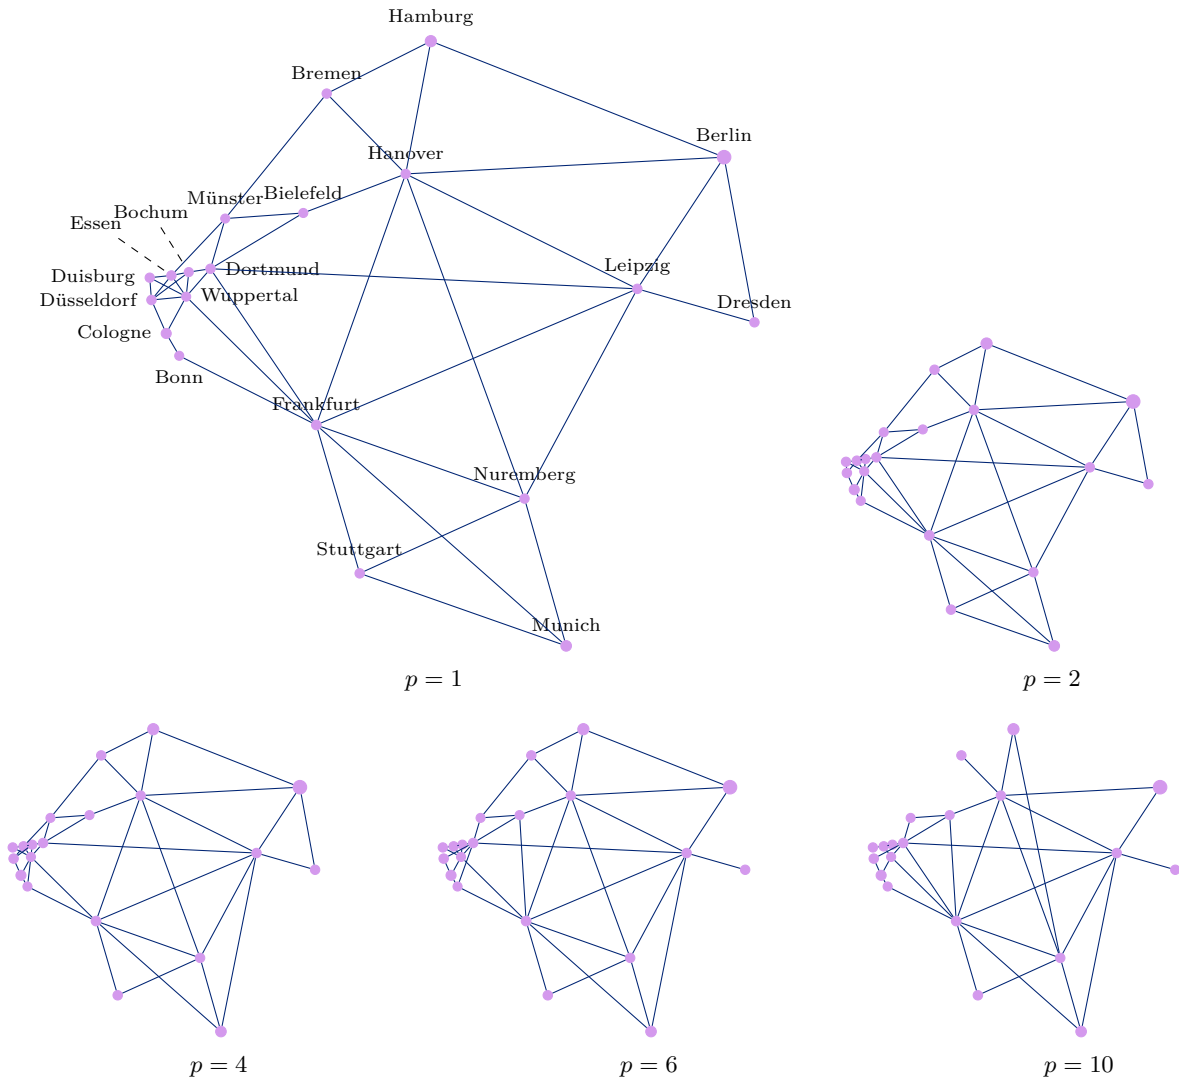 Hamburg
Bremen
Berlin
Hanover
Münster
Bielefeld
Bochum
Essen
Leipzig
Duisburg
Dortmund
Düsseldorf
Wuppertal
Dresden
Cologne
Bonn
Frankfurt
Nuremberg
Stuttgart
Munich
p = 1
p = 2
p = 4
p = 6
p = 10